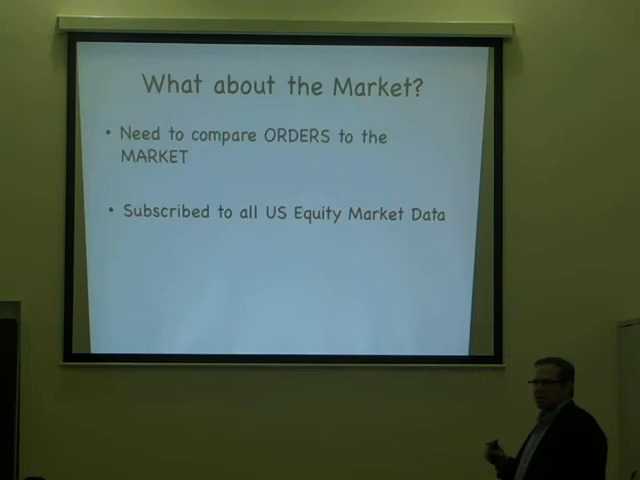 What about the Market?
• Need to compare ORDERS to the
MARKET
• Subscribed to all US Equity Market Data